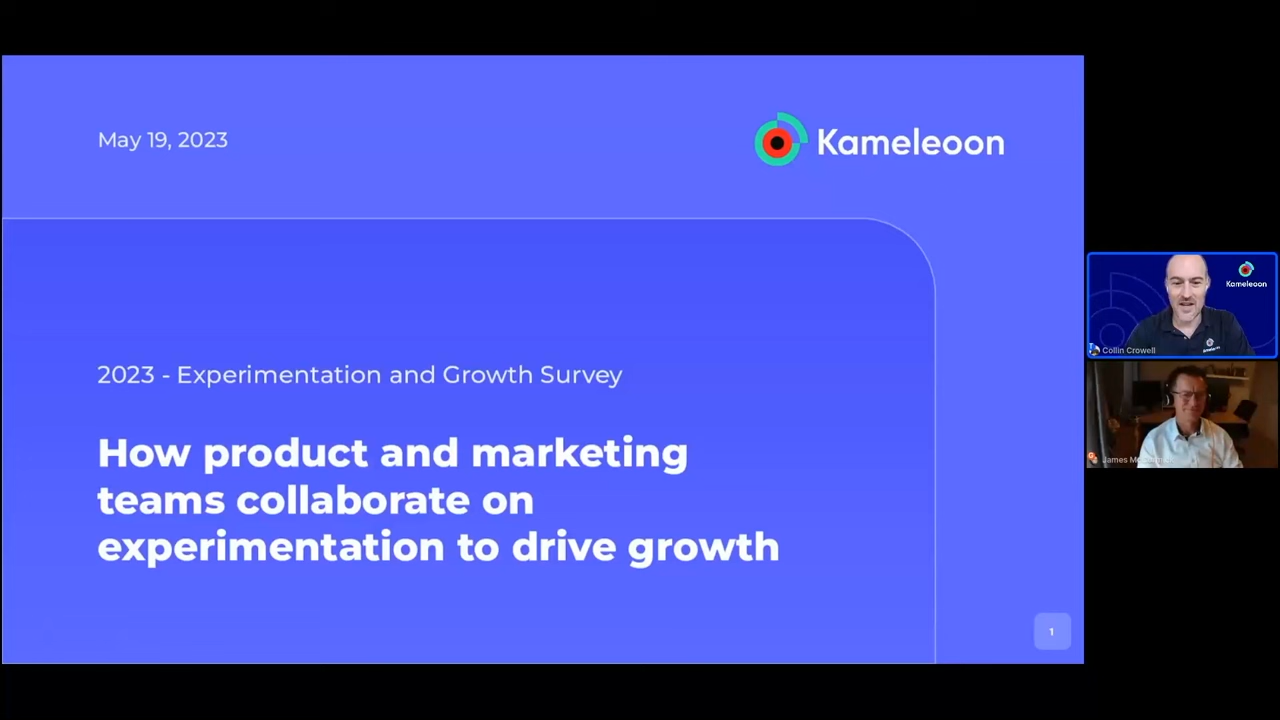 May 19, 2023
Kameleoon
2023 - Experimentation and Growth Survey
How product and marketing
teams collaborate on
experimentation to drive growth
1
Kameleoon
Collin Crowell
James